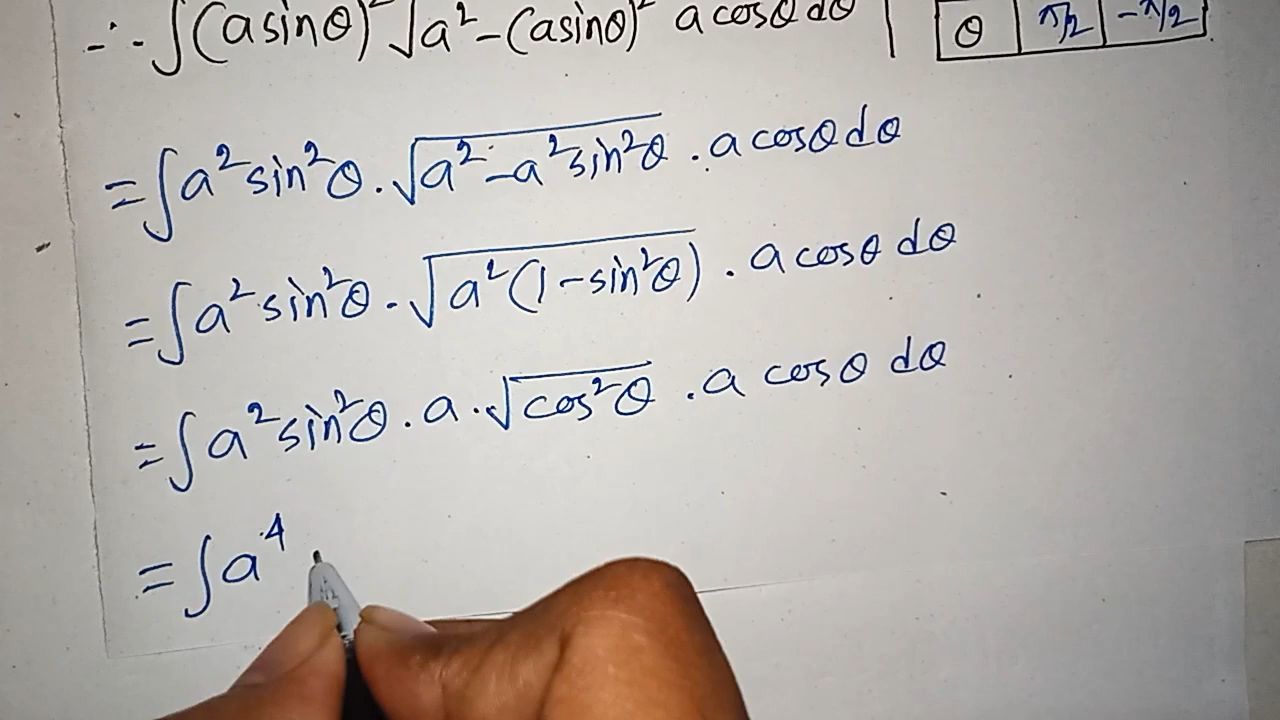 ∴ ∫(a sinθ)² √a² - (a sinθ)² a cosθ dθ | θ | π/2 | -π/2
= ∫a² sin²θ . √a² - a² sin²θ . a cosθ dθ
= ∫a² sin²θ . √a² (1 - sin²θ) . a cosθ dθ
= ∫a² sin²θ . a . √cos²θ . a cosθ dθ
= ∫a⁴